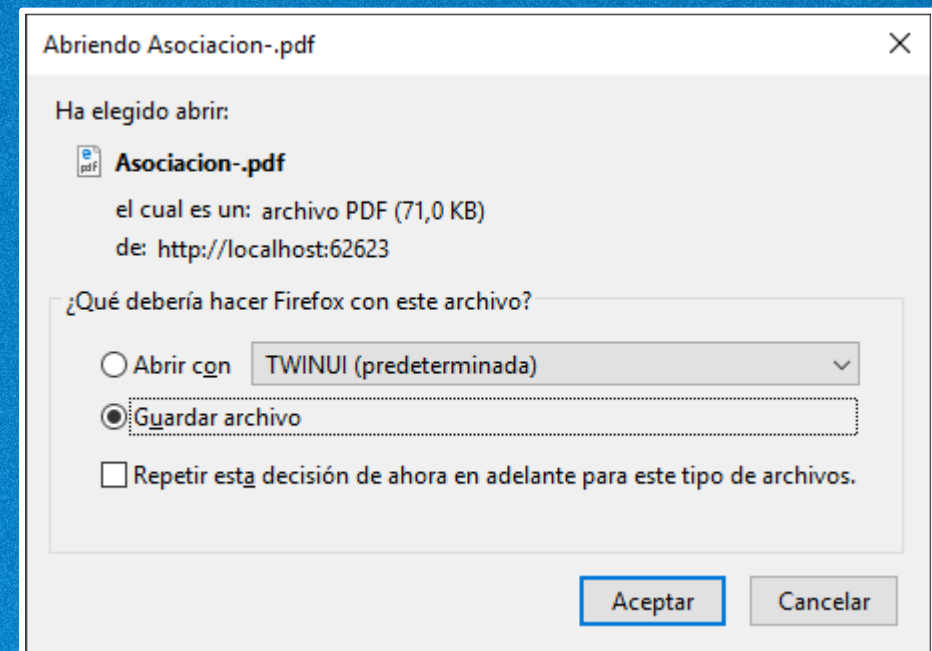 Abriendo Asociacion-.pdf
Ha elegido abrir:
Asociacion-.pdf
el cual es un: archivo PDF (71,0 KB)
de: http://localhost:62623
¿Qué debería hacer Firefox con este archivo?
Abrir con TWINUI (predeterminada)
Guardar archivo
Repetir esta decisión de ahora en adelante para este tipo de archivos.
Aceptar Cancelar